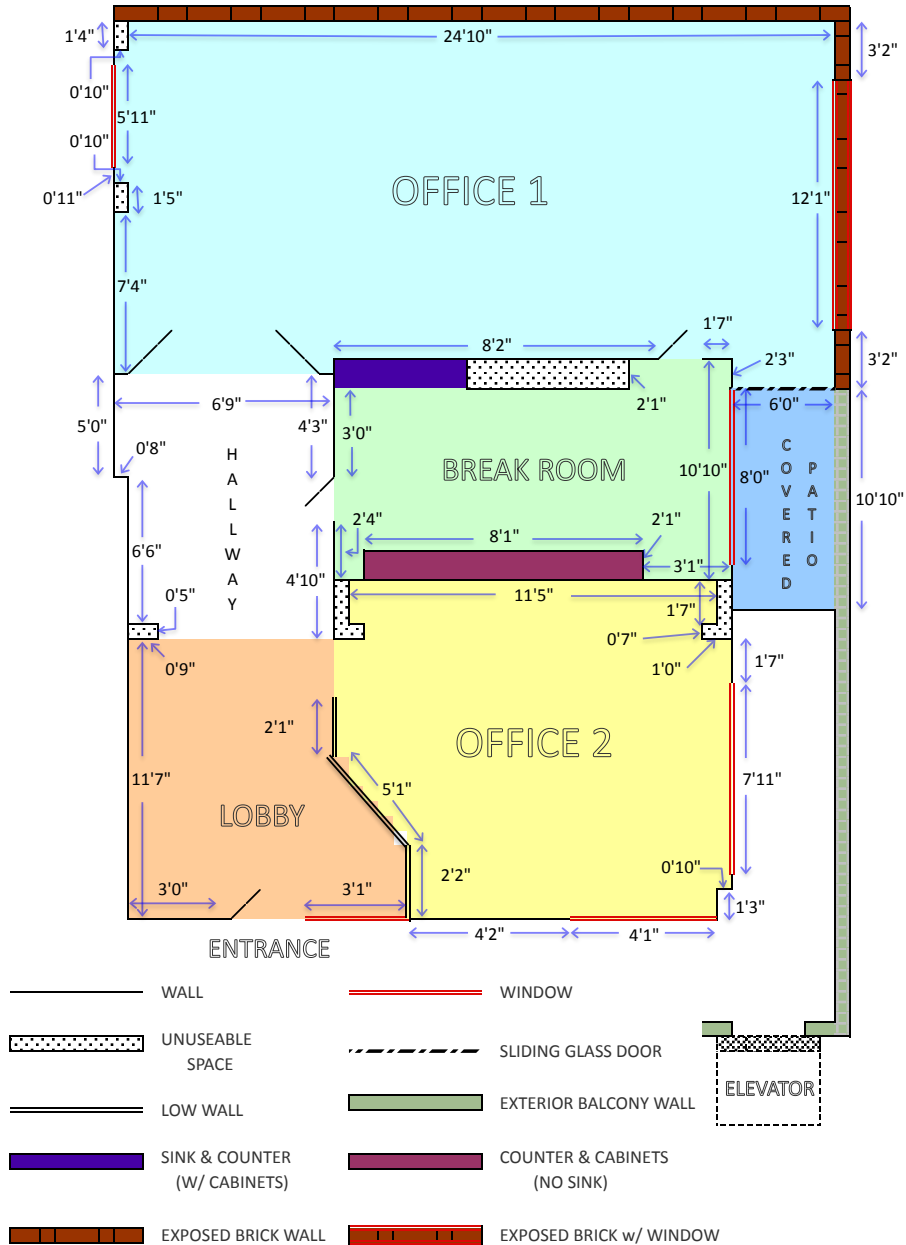 1'4"
24'10"
3'2"
0'10"
5'11"
0'10"
0'11"
1'5"
OFFICE 1
12'1"
7'4"
1'7"
8'2"
3'2"
2'3"
2'1"
6'9"
6'0"
5'0"
4'3"
3'0"
HALLWAY
BREAK ROOM
10'10"
8'0"
COVERED
PATIO
10'10"
0'8"
2'4"
8'1"
2'1"
6'6"
4'10"
3'1"
0'5"
11'5"
1'7"
0'7"
0'9"
1'0"
1'7"
2'1"
OFFICE 2
11'7"
5'1"
7'11"
LOBBY
0'10"
2'2"
3'0"
3'1"
1'3"
4'2"
4'1"
ENTRANCE
WALL
WINDOW
UNUSEABLE
SPACE
SLIDING GLASS DOOR
ELEVATOR
LOW WALL
EXTERIOR BALCONY WALL
SINK & COUNTER
(W/ CABINETS)
COUNTER & CABINETS
(NO SINK)
EXPOSED BRICK WALL
EXPOSED BRICK w/ WINDOW